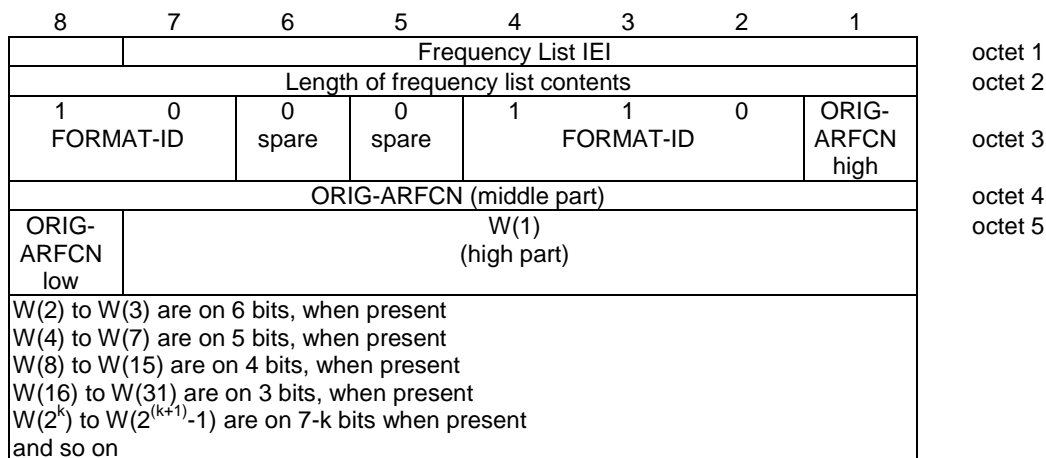 8 7 6 5 4 3 2 1
Frequency List IEI octet 1
Length of frequency list contents octet 2
1 0 0 0 1 1 0 ORIG-
FORMAT-ID spare spare FORMAT-ID ARFCN octet 3
high
ORIG-ARFCN (middle part) octet 4
ORIG- W(1) octet 5
ARFCN (high part)
low
W(2) to W(3) are on 6 bits, when present
W(4) to W(7) are on 5 bits, when present
W(8) to W(15) are on 4 bits, when present
W(16) to W(31) are on 3 bits, when present
W(2^k) to W(2^(k+1)-1) are on 7-k bits when present
and so on